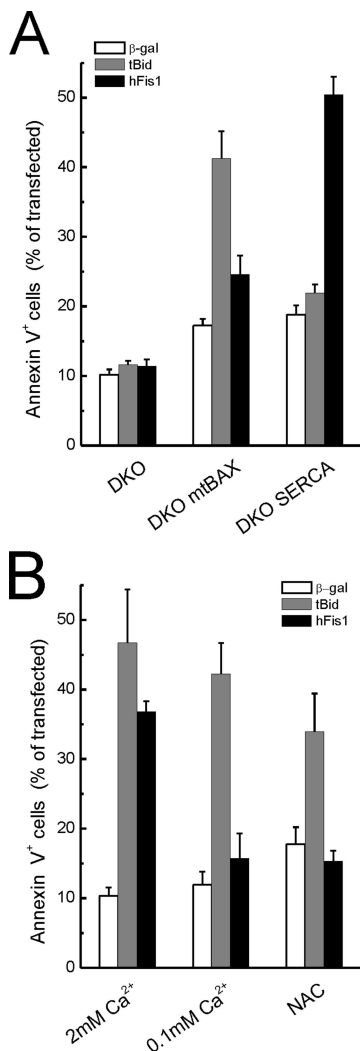 A
β-gal
tBid
hFis1
50
40
30
20
10
0
Annexin V⁺ cells (% of transfected)
DKO
DKO mtBAX
DKO SERCA
B
β-gal
tBid
hFis1
50
40
30
20
10
0
Annexin V⁺ cells (% of transfected)
2mM Ca²⁺
0.1mM Ca²⁺
NAC